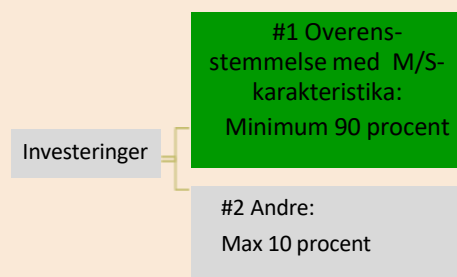 #1 Overens-
stemmelse med M/S-
karakteristika:
Minimum 90 procent
Investeringer
#2 Andre:
Max 10 procent